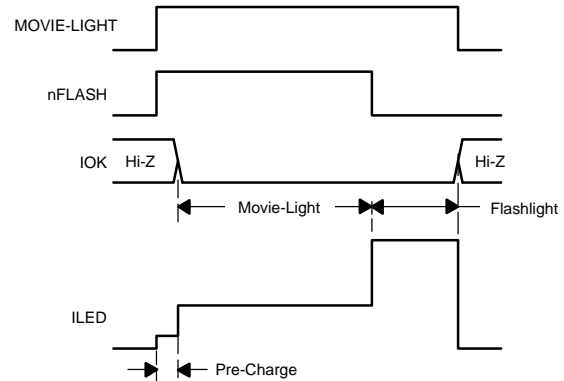 MOVIE-LIGHT
nFLASH
IOK Hi-Z Hi-Z
Movie-Light Flashlight
ILED
Pre-Charge